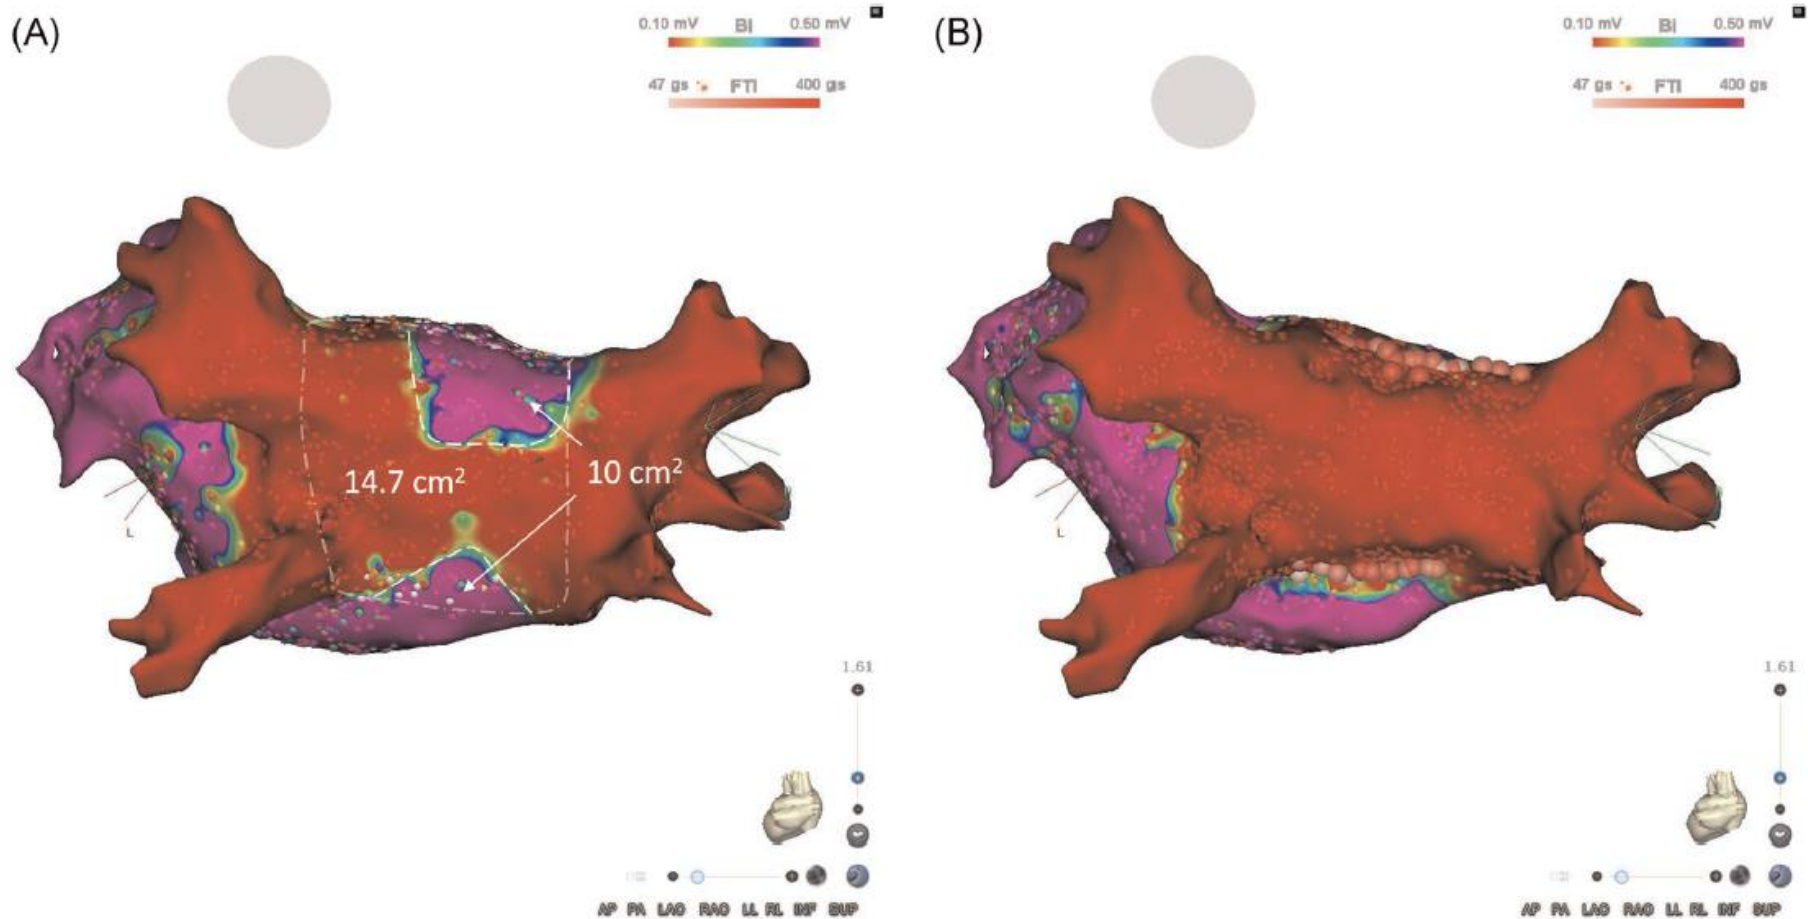 (A)
0.10 mV BI 0.50 mV
47 gs FTI 400 gs
14.7 cm²
10 cm²
L
1.61
AP PA LAO RAO LL RL INF SUP
(B)
0.10 mV BI 0.50 mV
47 gs FTI 400 gs
L
1.61
AP PA LAO RAO LL RL INF SUP